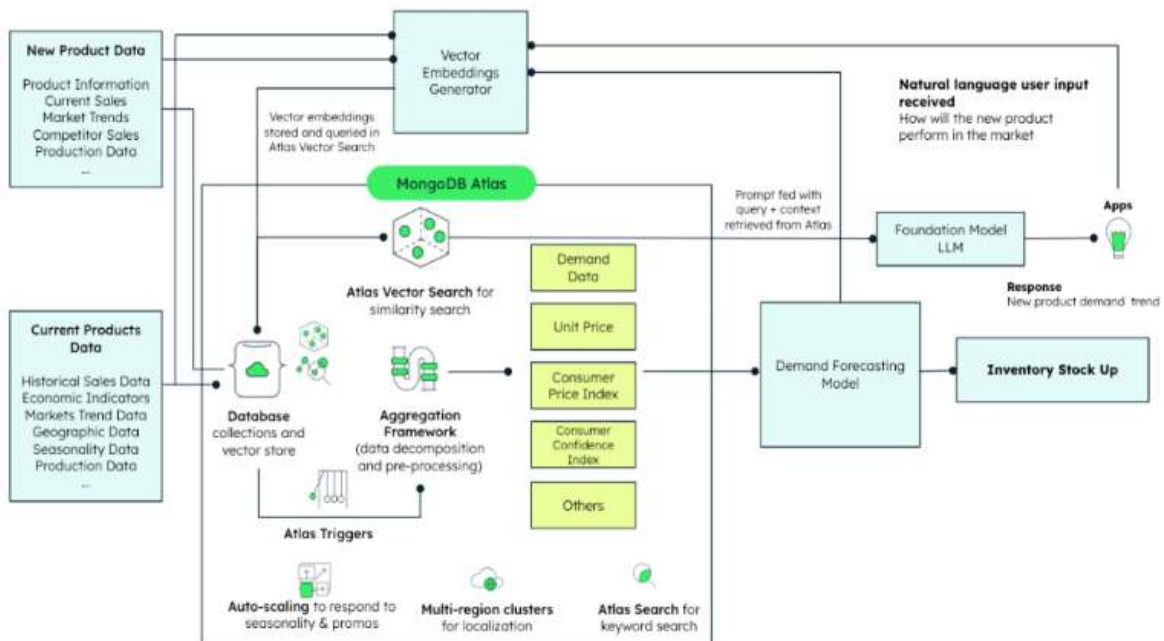 New Product Data
Product Information
Current Sales
Market Trends
Competitor Sales
Production Data
...
Vector
Embeddings
Generator
Vector embeddings
stored and queried in
Atlas Vector Search
Natural language user input
received
How will the new product
perform in the market
MongoDB Atlas
Prompt fed with
query + context
retrieved from Atlas
Foundation Model
LLM
Apps
Response
New product demand trend
Atlas Vector Search for
similarity search
Demand
Data
Unit Price
Consumer
Price Index
Consumer
Confidence
Index
Others
Current Products
Data
Historical Sales Data
Economic Indicators
Markets Trend Data
Geographic Data
Seasonality Data
Production Data
...
Database
collections and
vector store
Aggregation
Framework
(data decomposition
and pre-processing)
Atlas Triggers
Demand Forecasting
Model
Inventory Stock Up
Auto-scaling to respond to
seasonality & promos
Multi-region clusters
for localization
Atlas Search for
keyword search